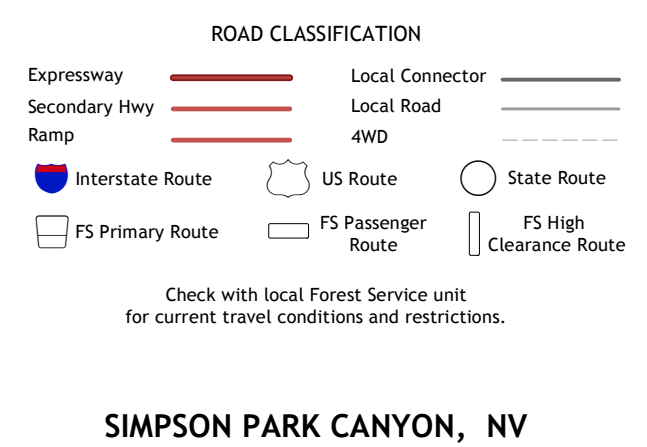 ROAD CLASSIFICATION
Expressway
Local Connector
Secondary Hwy
Local Road
Ramp
4WD
Interstate Route
US Route
State Route
FS Primary Route
FS Passenger
Route
FS High
Clearance Route
Check with local Forest Service unit
for current travel conditions and restrictions.
SIMPSON PARK CANYON, NV